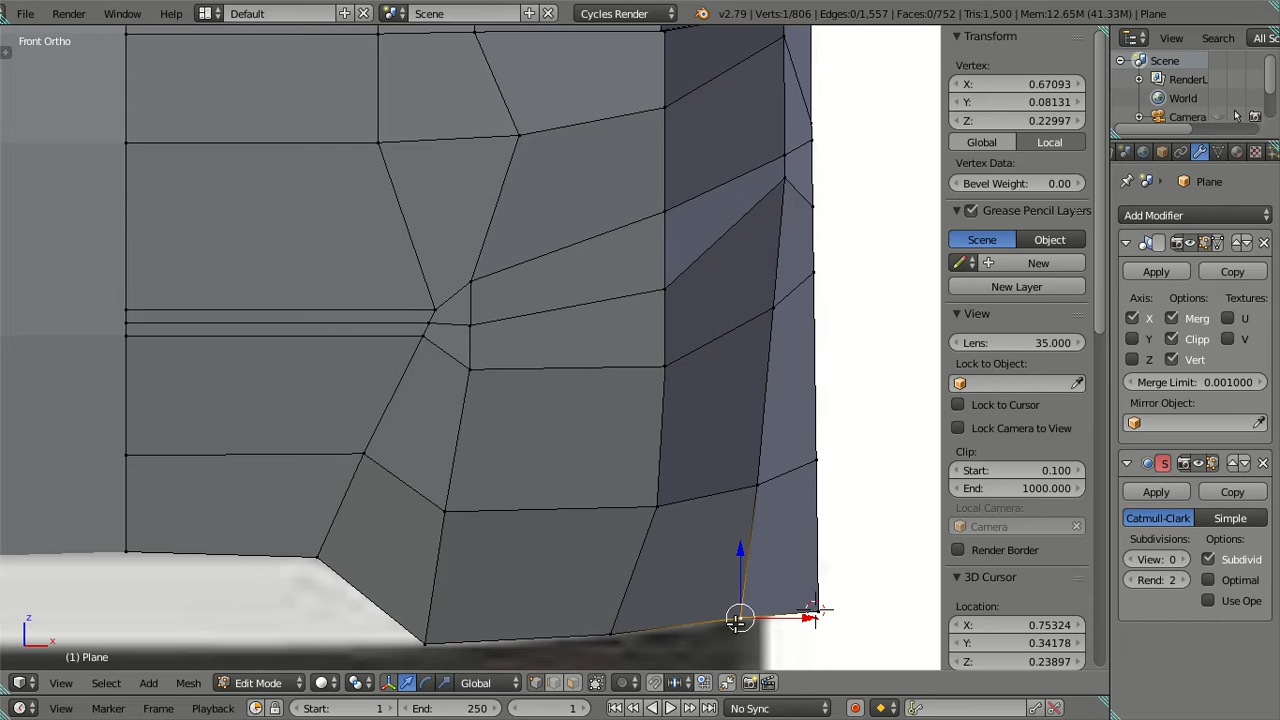 File Render Window Help Default Scene Cycles Render v2.79 | Verts:1/806 | Edges:0/1,557 | Faces:0/752 | Tris:1,500 | Mem:12.65M (41.33M) | Plane
Front Ortho
Transform
Vertex:
X: 0.67093
Y: 0.08131
Z: 0.22997
Global Local
Vertex Data:
Bevel Weight: 0.00
Grease Pencil Layers
Scene Object
New
New Layer
View
Lens: 35.000
Lock to Object:
Lock to Cursor
Lock Camera to View
Clip:
Start: 0.100
End: 1000.000
Local Camera:
Camera
Render Border
3D Cursor
Location:
X: 0.75324
Y: 0.34178
Z: 0.23897
View Search All Sc
Scene
RenderL
World
Camera
Plane
Add Modifier
Apply Copy
Axis: Options: Textures:
X Merg U
Y Clipp V
Z Vert
Merge Limit: 0.001000
Mirror Object:
S
Apply Copy
Catmull-Clark Simple
Subdivisions: Options:
View: 0 Subdivid
Rend: 2 Optimal
Use Ope
z
x
(1) Plane
View Select Add Mesh Edit Mode Global
View Marker Frame Playback Start: 1 End: 250 1 No Sync